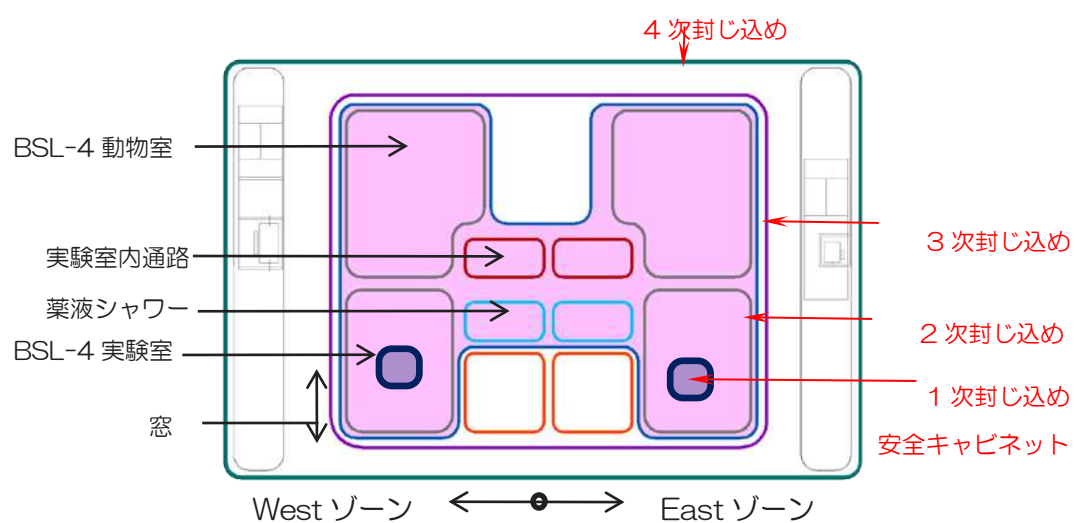 4 次封じ込め
BSL-4 動物室
3 次封じ込め
実験室内通路
薬液シャワー
2 次封じ込め
BSL-4 実験室
1 次封じ込め
窓
安全キャビネット
West ゾーン
East ゾーン